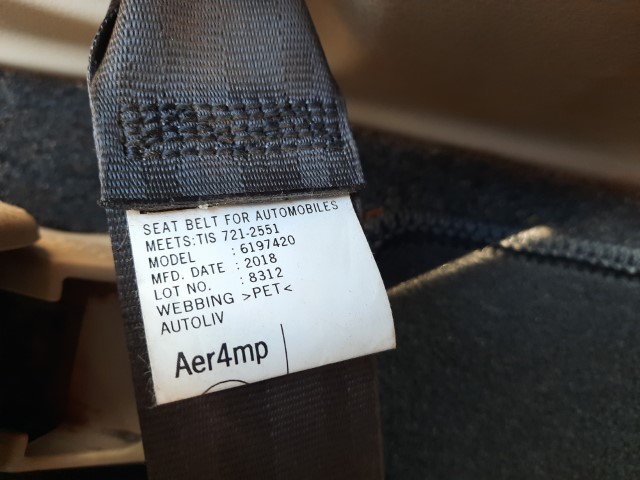 SEAT BELT FOR AUTOMOBILES
MEETS:TIS 721-2551
MODEL : 6197420
MFD. DATE : 2018
LOT NO. : 8312
WEBBING >PET<
AUTOLIV
Aer4mp